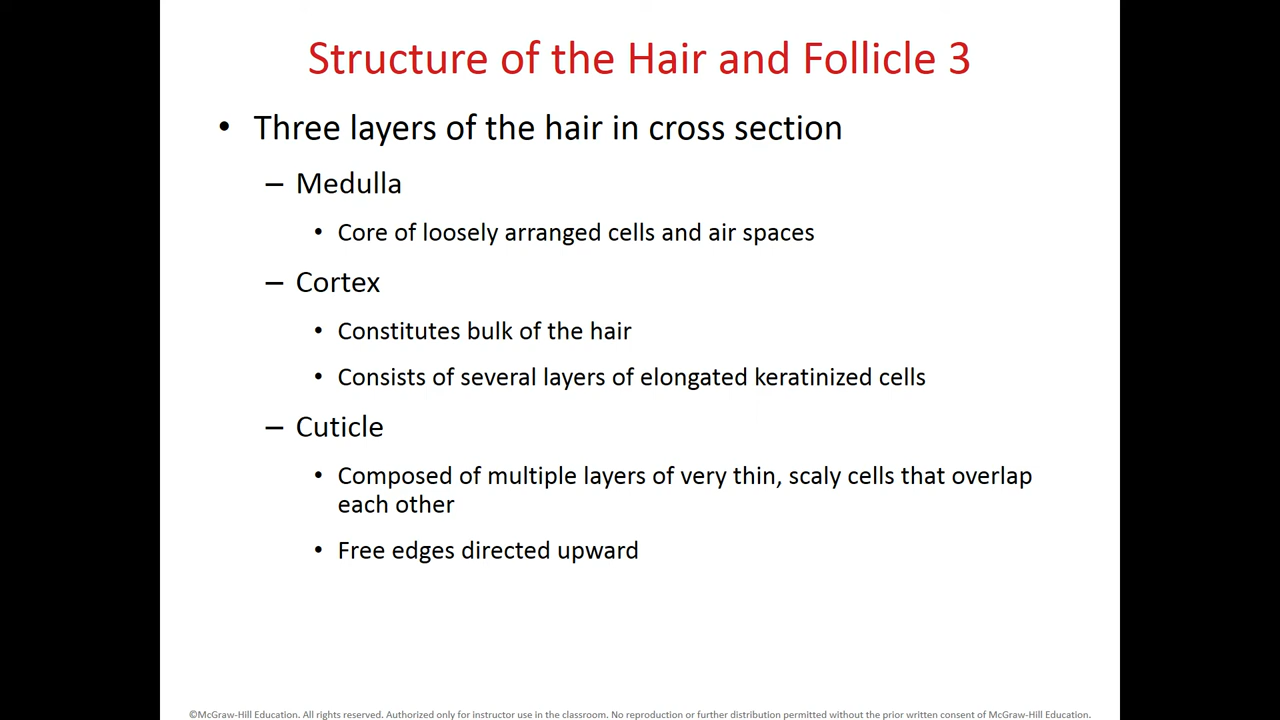 Structure of the Hair and Follicle 3
• Three layers of the hair in cross section
– Medulla
• Core of loosely arranged cells and air spaces
– Cortex
• Constitutes bulk of the hair
• Consists of several layers of elongated keratinized cells
– Cuticle
• Composed of multiple layers of very thin, scaly cells that overlap
each other
• Free edges directed upward
©McGraw-Hill Education. All rights reserved. Authorized only for instructor use in the classroom. No reproduction or further distribution permitted without the prior written consent of McGraw-Hill Education.